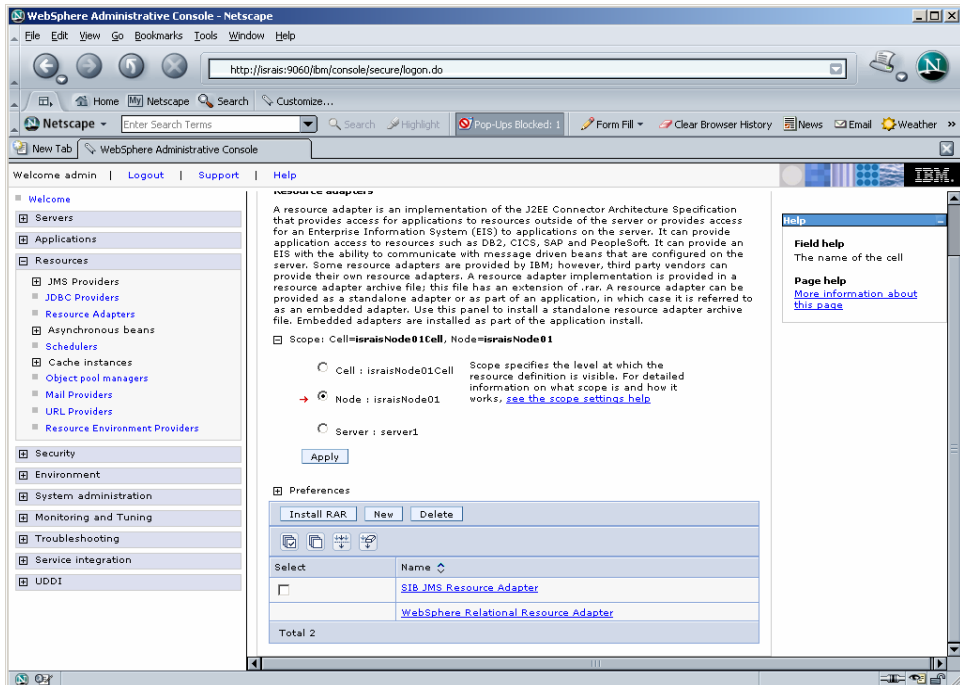 WebSphere Administrative Console - Netscape
File Edit View Go Bookmarks Tools Window Help
http://israis:9060/ibm/console/secure/logon.do
Home My Netscape Search Customize...
Netscape Enter Search Terms Search Highlight Pop-Ups Blocked: 1 Form Fill Clear Browser History News Email Weather »
New Tab WebSphere Administrative Console
Welcome admin | Logout | Support | Help
IBM.
Welcome
Servers
Applications
Resources
JMS Providers
JDBC Providers
Resource Adapters
Asynchronous beans
Schedulers
Cache instances
Object pool managers
Mail Providers
URL Providers
Resource Environment Providers
Security
Environment
System administration
Monitoring and Tuning
Troubleshooting
Service integration
UDDI
Resource adapters
A resource adapter is an implementation of the J2EE Connector Architecture Specification
that provides access for applications to resources outside of the server or provides access
for an Enterprise Information System (EIS) to applications on the server. It can provide
application access to resources such as DB2, CICS, SAP and PeopleSoft. It can provide an
EIS with the ability to communicate with message driven beans that are configured on the
server. Some resource adapters are provided by IBM; however, third party vendors can
provide their own resource adapters. A resource adapter implementation is provided in a
resource adapter archive file; this file has an extension of .rar. A resource adapter can be
provided as a standalone adapter or as part of an application, in which case it is referred to
as an embedded adapter. Use this panel to install a standalone resource adapter archive
file. Embedded adapters are installed as part of the application install.
Scope: Cell=israisNode01Cell, Node=israisNode01
Cell : israisNode01Cell
Node : israisNode01
Server : server1
Scope specifies the level at which the
resource definition is visible. For detailed
information on what scope is and how it
works, see the scope settings help
Apply
Preferences
Install RAR New Delete
Select Name
SIB JMS Resource Adapter
WebSphere Relational Resource Adapter
Total 2
Help
Field help
The name of the cell
Page help
More information about
this page